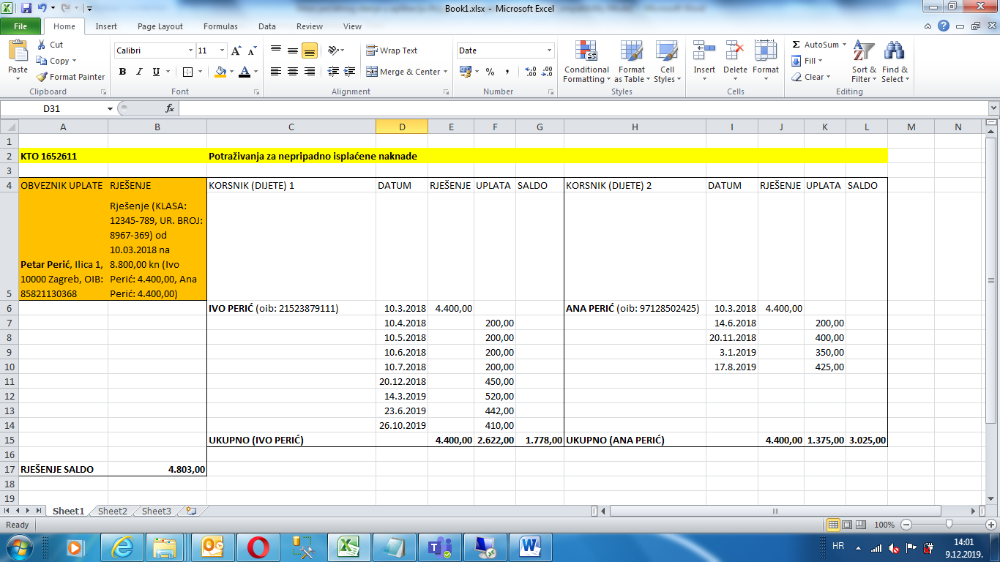 Book1.xlsx - Microsoft Excel
File Home Insert Page Layout Formulas Data Review View
Paste
Cut
Copy
Format Painter
Clipboard
Calibri 11
B I U
Font
Wrap Text
Merge & Center
Alignment
Date
Number
Conditional Formatting
Format as Table
Cell Styles
Styles
Insert
Delete
Format
Cells
AutoSum
Fill
Clear
Sort & Filter
Find & Select
Editing
D31 fx
A B C D E F G H I J K L M N
1
2 KTO 1652611 Potraživanja za nepripadno isplaćene naknade
3
4 OBVEZNIK UPLATE RJEŠENJE KORSNIK (DIJETE) 1 DATUM RJEŠENJE UPLATA SALDO KORSNIK (DIJETE) 2 DATUM RJEŠENJE UPLATA SALDO
Petar Perić, Ilica 1,
10000 Zagreb, OIB:
85821130368
Rješenje (KLASA:
12345-789, UR. BROJ:
8967-369) od
10.03.2018 na
8.800,00 kn (Ivo
Perić: 4.400,00, Ana
Perić: 4.400,00)
5
6 IVO PERIĆ (oib: 21523879111) 10.3.2018 4.400,00 ANA PERIĆ (oib: 97128502425) 10.3.2018 4.400,00
7 10.4.2018 200,00 14.6.2018 200,00
8 10.5.2018 200,00 20.11.2018 400,00
9 10.6.2018 200,00 3.1.2019 350,00
10 10.7.2018 200,00 17.8.2019 425,00
11 20.12.2018 450,00
12 14.3.2019 520,00
13 23.6.2019 442,00
14 26.10.2019 410,00
15 UKUPNO (IVO PERIĆ) 4.400,00 2.622,00 1.778,00 UKUPNO (ANA PERIĆ) 4.400,00 1.375,00 3.025,00
16
17 RJEŠENJE SALDO 4.803,00
18
19
Sheet1 Sheet2 Sheet3
Ready 100%
HR 14:01
9.12.2019.